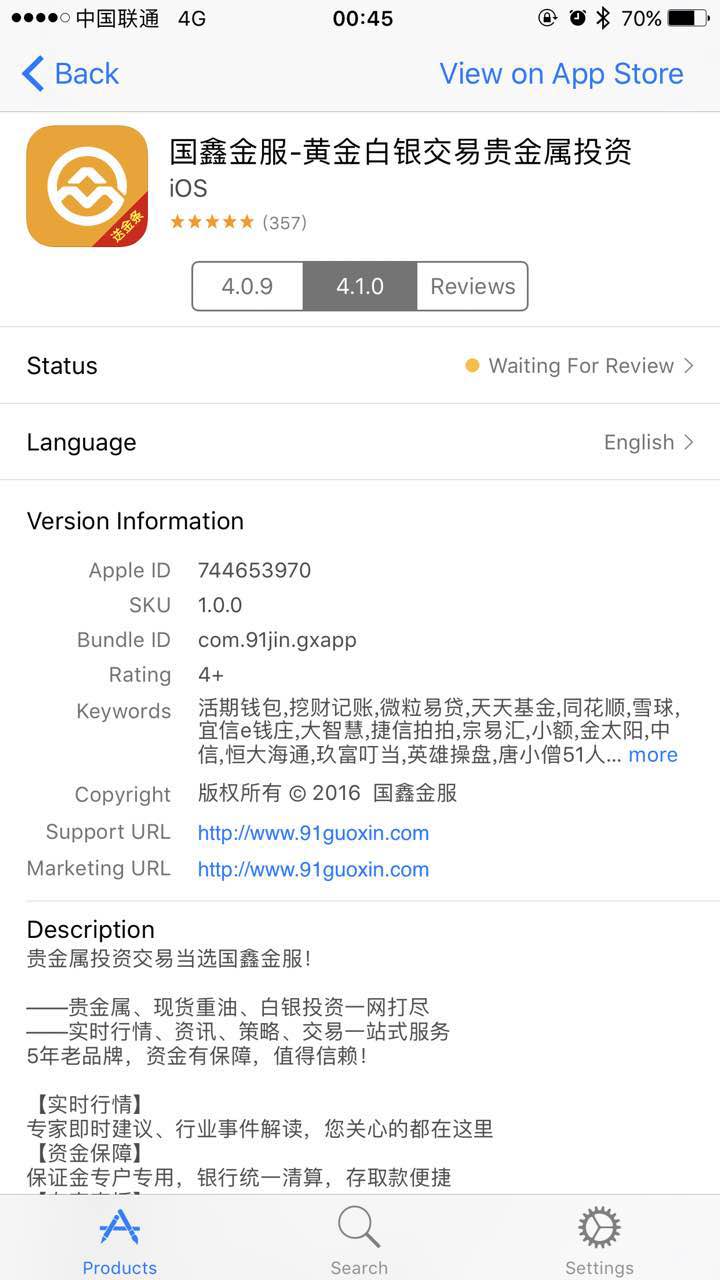 中国联通 4G 00:45 70%
Back View on App Store
国鑫金服-黄金白银交易贵金属投资
iOS
送金条
(357)
4.0.9 4.1.0 Reviews
Status Waiting For Review
Language English
Version Information
Apple ID 744653970
SKU 1.0.0
Bundle ID com.91jin.gxapp
Rating 4+
Keywords 活期钱包,挖财记账,微粒易贷,天天基金,同花顺,雪球,
宜信e钱庄,大智慧,捷信拍拍,宗易汇,小额,金太阳,中
信,恒大海通,玖富叮当,英雄操盘,唐小僧51人... more
Copyright 版权所有 © 2016 国鑫金服
Support URL http://www.91guoxin.com
Marketing URL http://www.91guoxin.com
Description
贵金属投资交易当选国鑫金服！
——贵金属、现货重油、白银投资一网打尽
——实时行情、资讯、策略、交易一站式服务
5年老品牌，资金有保障，值得信赖！
【实时行情】
专家即时建议、行业事件解读，您关心的都在这里
【资金保障】
保证金专户专用，银行统一清算，存取款便捷
Products Search Settings